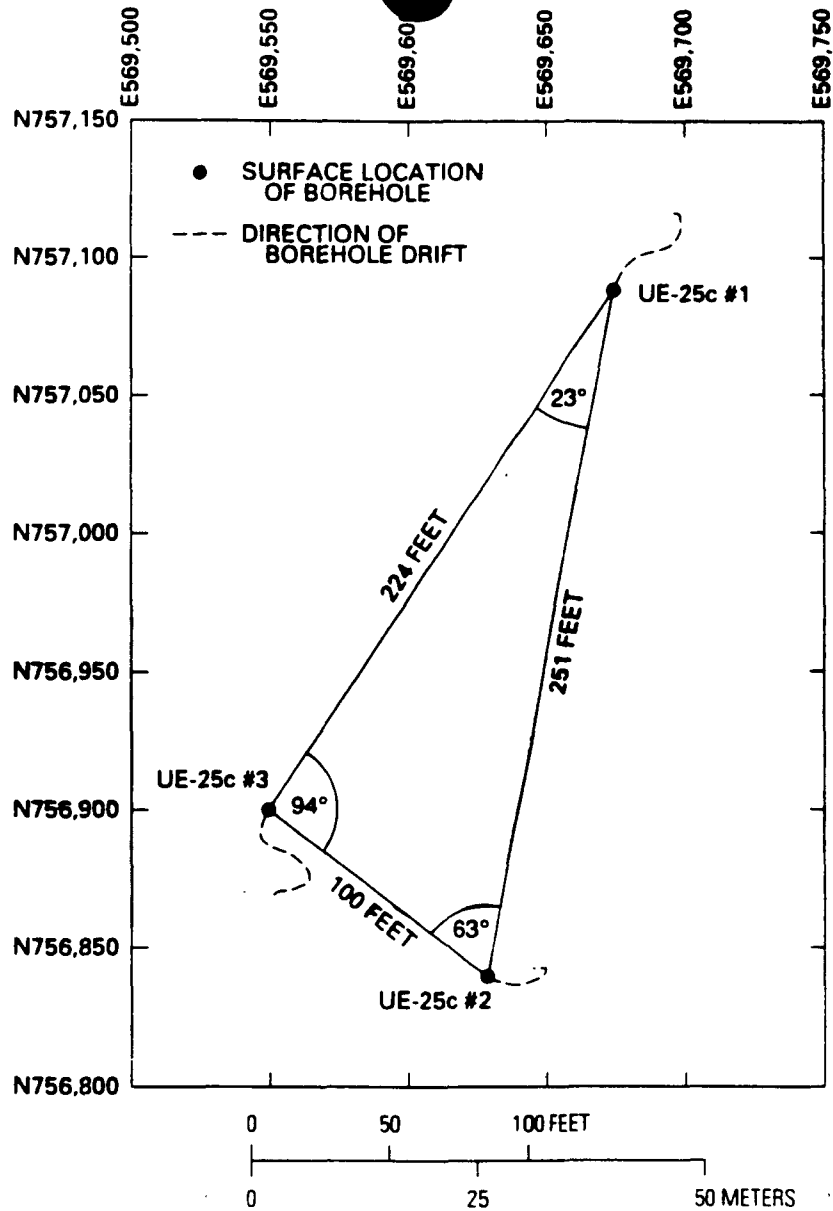 E569,500
E569,550
E569,60
E569,650
E569,700
E569,750
N757,150
N757,100
N757,050
N757,000
N756,950
N756,900
N756,850
N756,800
SURFACE LOCATION
OF BOREHOLE
DIRECTION OF
BOREHOLE DRIFT
UE-25c #1
23°
224 FEET
251 FEET
UE-25c #3
94°
100 FEET
63°
UE-25c #2
0 50 100 FEET
0 25 50 METERS